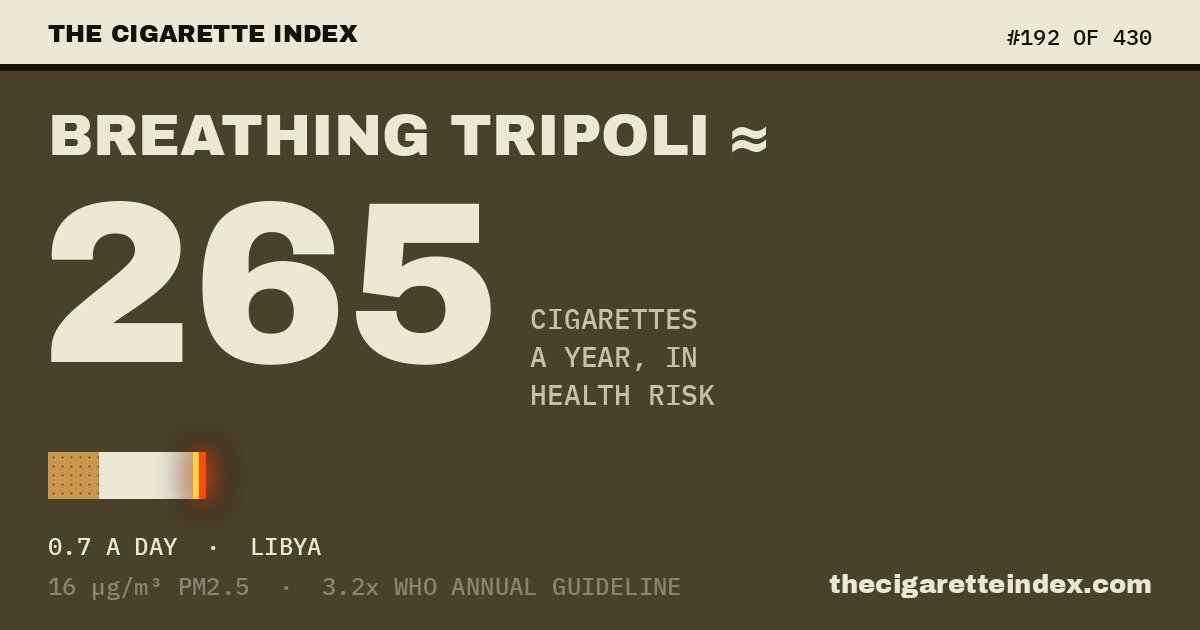 THE CIGARETTE INDEX
#192 OF 430
BREATHING TRIPOLI ≈
265
CIGARETTES
A YEAR, IN
HEALTH RISK
0.7 A DAY · LIBYA
16 µg/m³ PM2.5 · 3.2x WHO ANNUAL GUIDELINE
thecigaretteindex.com